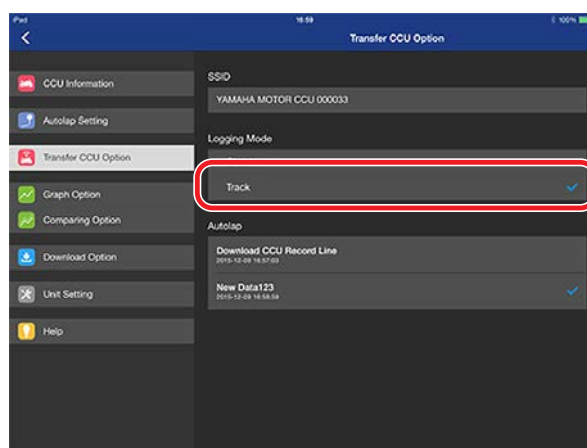 iPad 16:59 100%
Transfer CCU Option
CCU Information
Autolap Setting
Transfer CCU Option
Graph Option
Comparing Option
Download Option
Unit Setting
Help
SSID
YAMAHA MOTOR CCU 000033
Logging Mode
Track
Autolap
Download CCU Record Line
2015-12-09 16:57:03
New Data123
2015-12-09 16:58:59